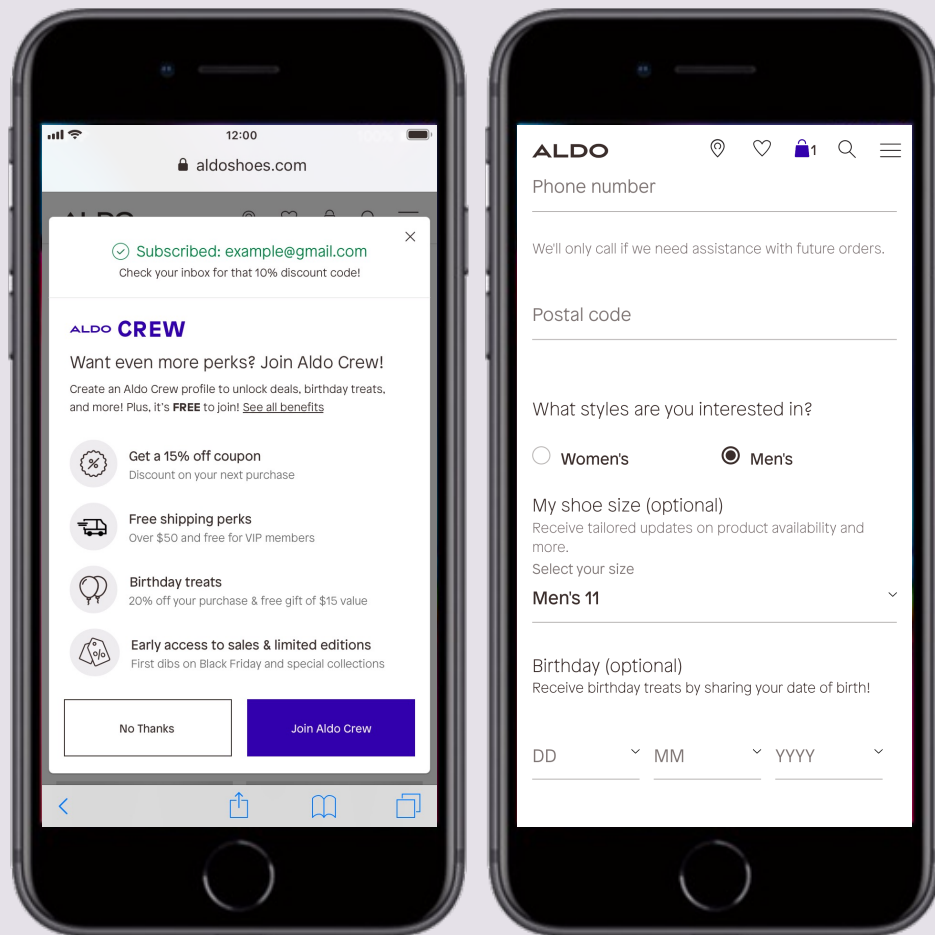 12:00
aldoshoes.com
ALDO
Subscribed: example@gmail.com
Check your inbox for that 10% discount code!
ALDO CREW
Want even more perks? Join Aldo Crew!
Create an Aldo Crew profile to unlock deals, birthday treats,
and more! Plus, it's FREE to join! See all benefits
Get a 15% off coupon
Discount on your next purchase
Free shipping perks
Over $50 and free for VIP members
Birthday treats
20% off your purchase & free gift of $15 value
Early access to sales & limited editions
First dibs on Black Friday and special collections
No Thanks
Join Aldo Crew
ALDO
1
Phone number
We'll only call if we need assistance with future orders.
Postal code
What styles are you interested in?
Women's
Men's
My shoe size (optional)
Receive tailored updates on product availability and
more.
Select your size
Men's 11
Birthday (optional)
Receive birthday treats by sharing your date of birth!
DD
MM
YYYY